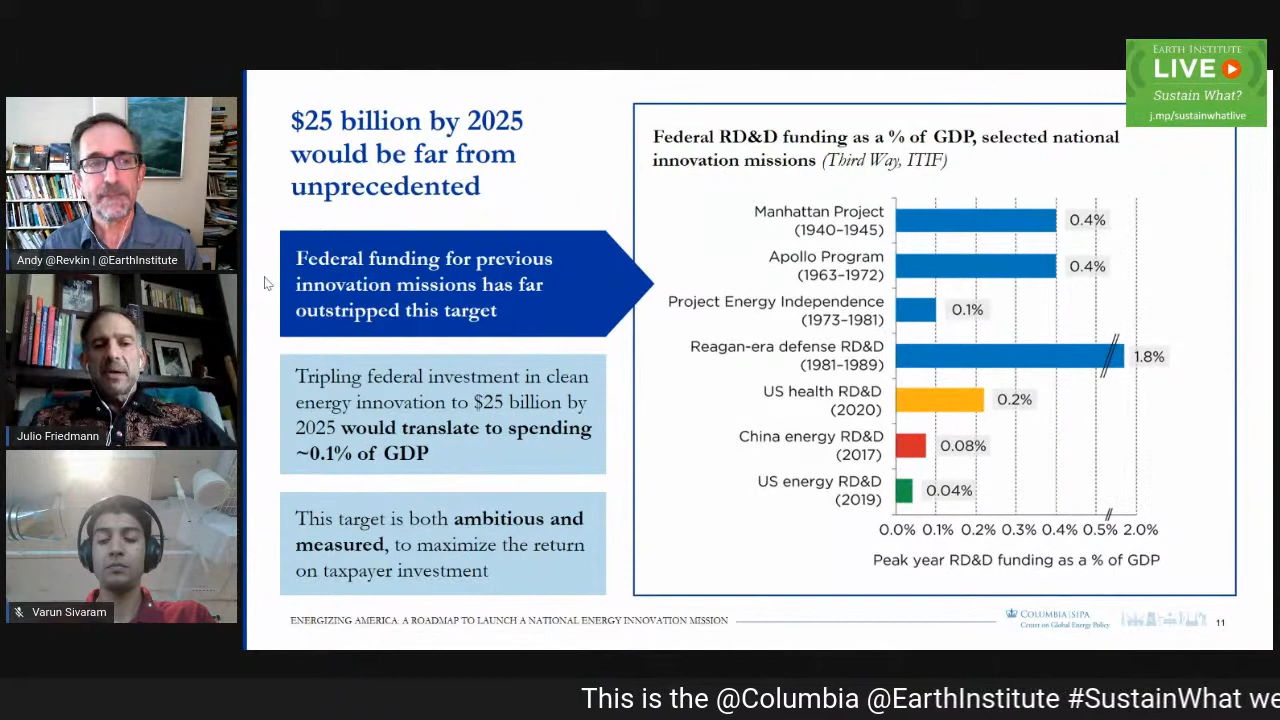 EARTH INSTITUTE
LIVE
Sustain What?
j.mp/sustainwhatlive
$25 billion by 2025
would be far from
unprecedented
Federal funding for previous
innovation missions has far
outstripped this target
Tripling federal investment in clean
energy innovation to $25 billion by
2025 would translate to spending
~0.1% of GDP
This target is both ambitious and
measured, to maximize the return
on taxpayer investment
Federal RD&D funding as a % of GDP, selected national
innovation missions (Third Way, ITIF)
Manhattan Project
(1940–1945)
0.4%
Apollo Program
(1963–1972)
0.4%
Project Energy Independence
(1973–1981)
0.1%
Reagan-era defense RD&D
(1981–1989)
1.8%
US health RD&D
(2020)
0.2%
China energy RD&D
(2017)
0.08%
US energy RD&D
(2019)
0.04%
0.0% 0.1% 0.2% 0.3% 0.4% 0.5% 2.0%
Peak year RD&D funding as a % of GDP
ENERGIZING AMERICA: A ROADMAP TO LAUNCH A NATIONAL ENERGY INNOVATION MISSION
COLUMBIA | SIPA
Center on Global Energy Policy
11
Andy @Revkin | @EarthInstitute
Julio Friedmann
Varun Sivaram
This is the @Columbia @EarthInstitute #SustainWhat we